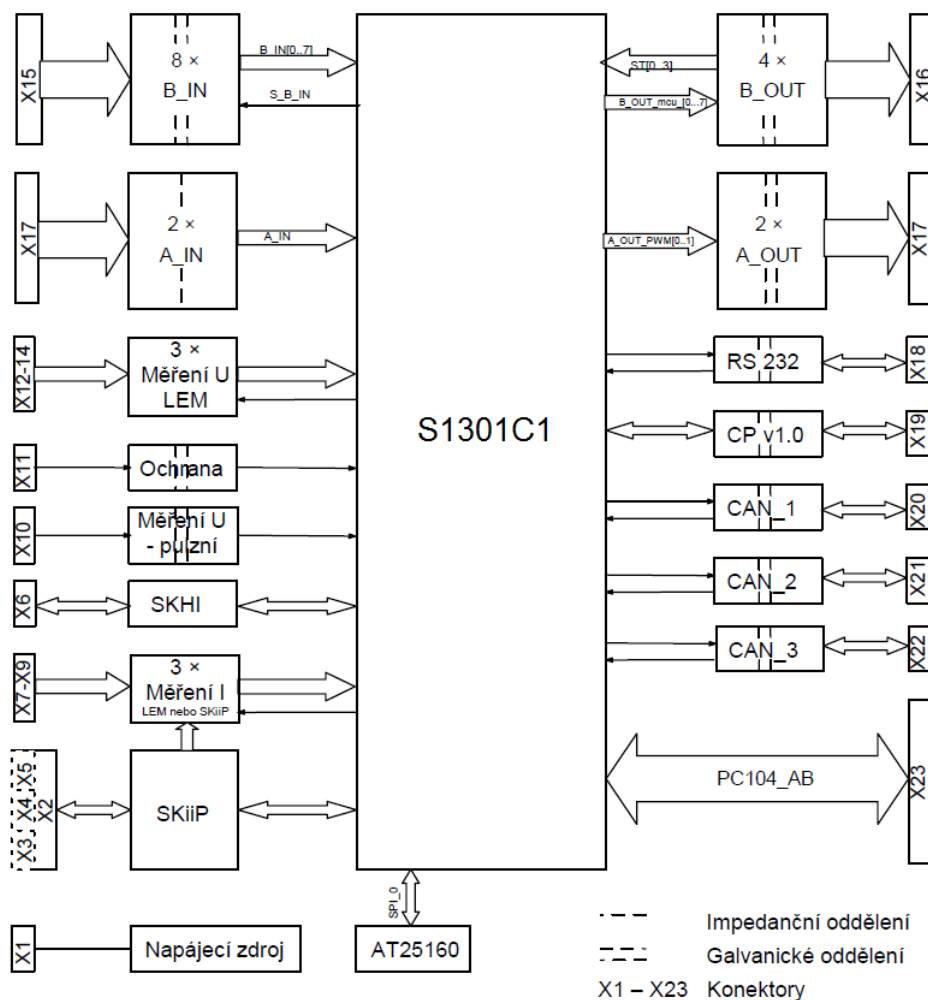 X15
8 ×
B_IN
B_IN[0..7]
S_B_IN
ST[0..3]
B_OUT_mcu_[0...7]
4 ×
B_OUT
X16
X17
2 ×
A_IN
A_IN
A_OUT_PWM[0..1]
2 ×
A_OUT
X17
X12-14
3 ×
Měření U
LEM
S1301C1
RS 232
X18
CP v1.0
X19
X11
Ochrana
CAN_1
X20
X10
Měření U
- pulzní
CAN_2
X21
X6
SKHI
CAN_3
X22
X7-X9
3 ×
Měření I
LEM nebo SKiiP
X3
X4
X5
X2
SKiiP
PC104_AB
X23
SPI_0
X1
Napájecí zdroj
AT25160
Impedanční oddělení
Galvanické oddělení
X1 – X23 Konektory